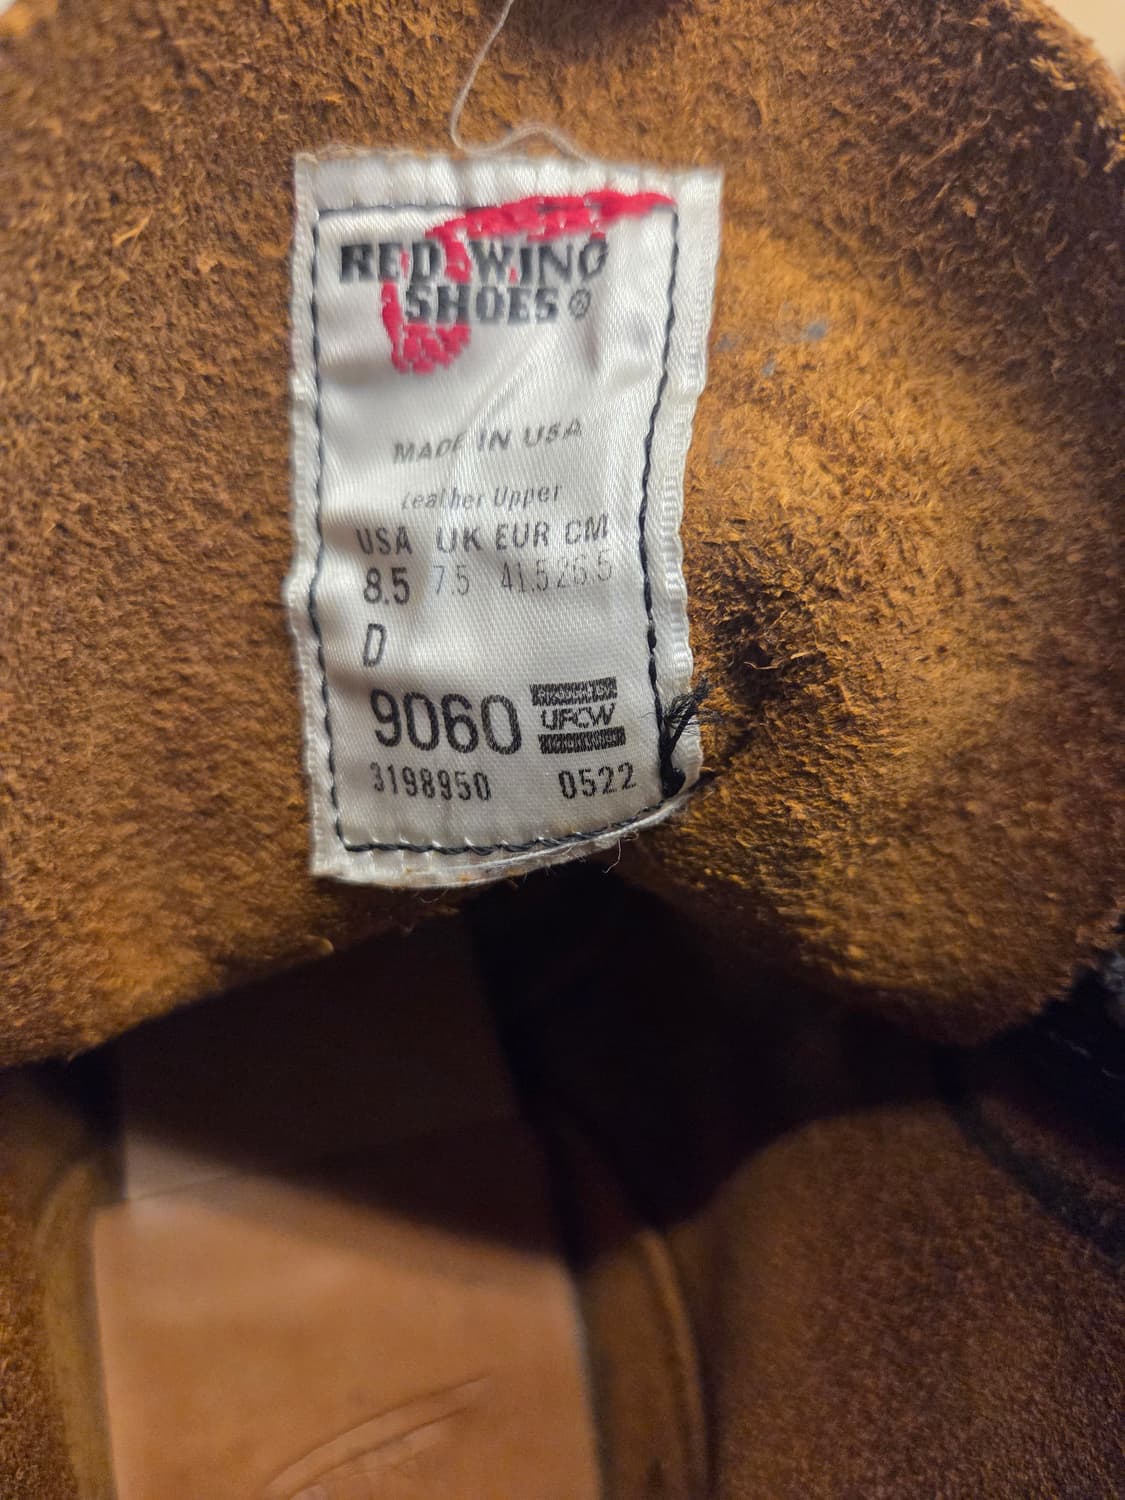 RED WING
SHOES ®
MADE IN USA
Leather Upper
USA UK EUR CM
8.5 7.5 41.5 26.5
D
9060 UFCW
3198950 0522